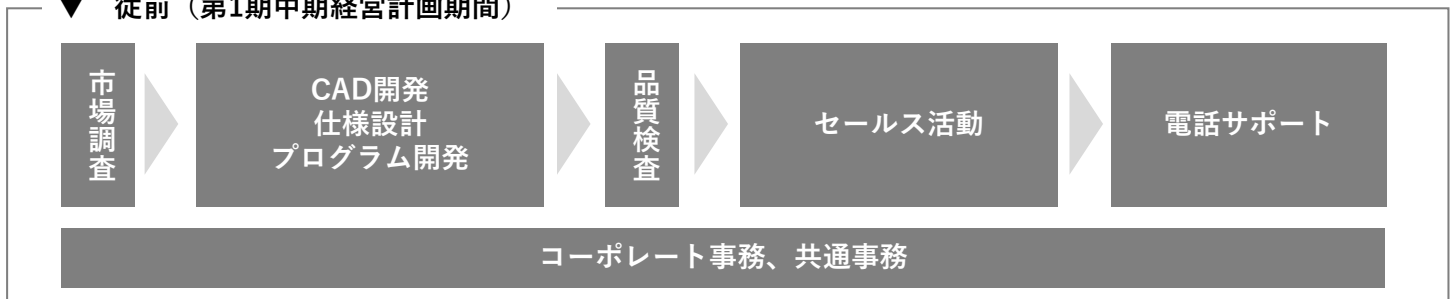 ▼ 従前（第1期中期経営計画期間）
市場調査
CAD開発
仕様設計
プログラム開発
品質検査
セールス活動
電話サポート
コーポレート事務、共通事務